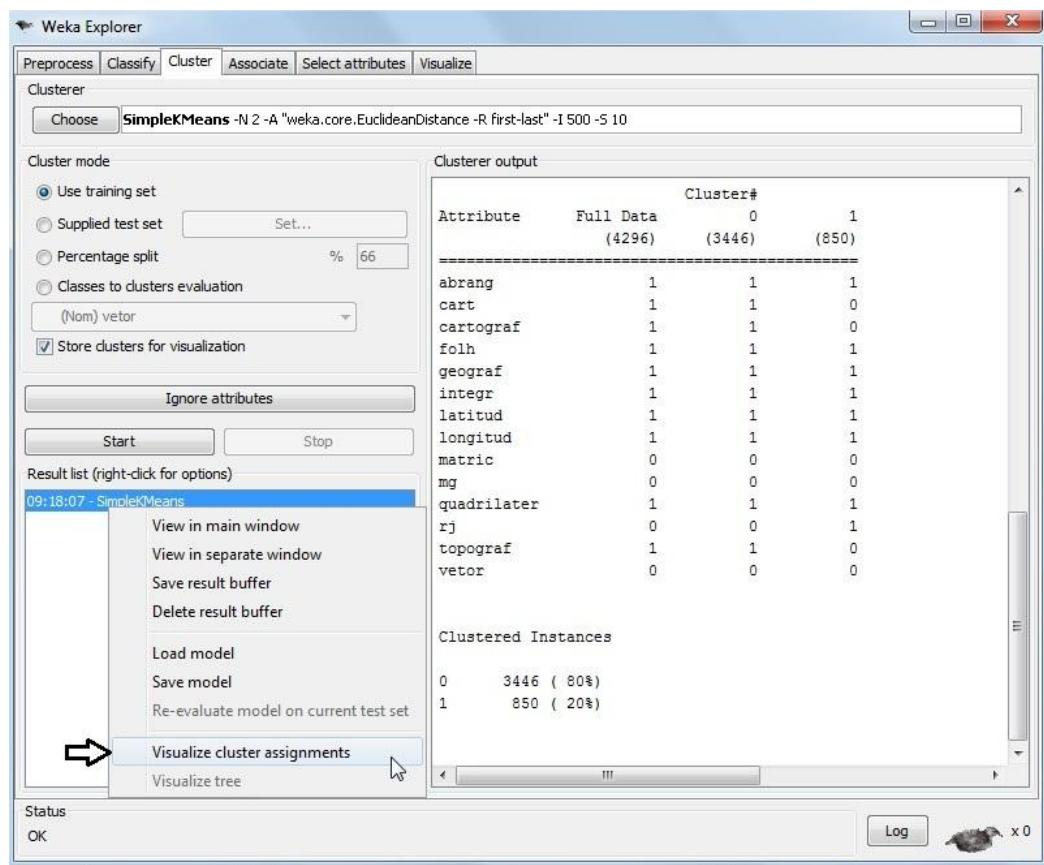 Weka Explorer
Preprocess Classify Cluster Associate Select attributes Visualize
Clusterer
Choose SimpleKMeans -N 2 -A "weka.core.EuclideanDistance -R first-last" -I 500 -S 10
Cluster mode
Use training set
Supplied test set Set...
Percentage split % 66
Classes to clusters evaluation
(Nom) vetor
Store clusters for visualization
Ignore attributes
Start Stop
Result list (right-click for options)
09:18:07 - SimpleKMeans
View in main window
View in separate window
Save result buffer
Delete result buffer
Load model
Save model
Re-evaluate model on current test set
Visualize cluster assignments
Visualize tree
Clusterer output
Cluster#
Attribute Full Data 0 1
(4296) (3446) (850)
==============================================
abrang 1 1 1
cart 1 1 0
cartograf 1 1 0
folh 1 1 1
geograf 1 1 1
integr 1 1 1
latitud 1 1 1
longitud 1 1 1
matric 0 0 0
mg 0 0 0
quadrilater 1 1 1
rj 0 0 1
topograf 1 1 0
vetor 0 0 0
Clustered Instances
0 3446 ( 80%)
1 850 ( 20%)
Status
OK
Log x 0